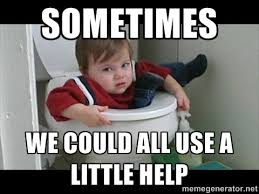 SOMETIMES
WE COULD ALL USE A
LITTLE HELP
memegenerator.net